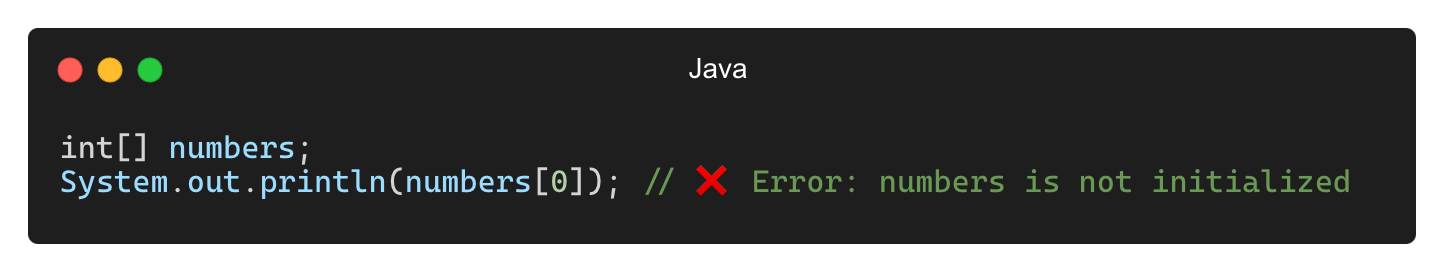 Java
int[] numbers;
System.out.println(numbers[0]); // ❌ Error: numbers is not initialized